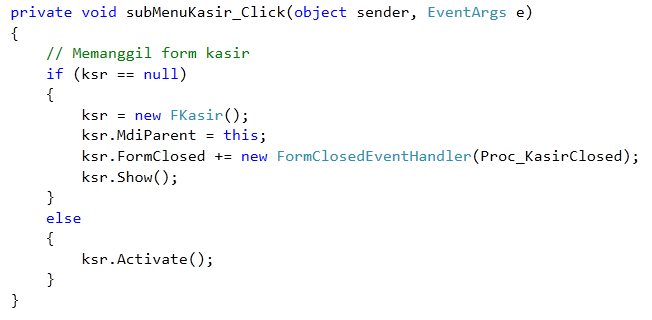 private void subMenuKasir_Click(object sender, EventArgs e)
{
    // Memanggil form kasir
    if (ksr == null)
    {
        ksr = new FKasir();
        ksr.MdiParent = this;
        ksr.FormClosed += new FormClosedEventHandler(Proc_KasirClosed);
        ksr.Show();
    }
    else
    {
        ksr.Activate();
    }
}